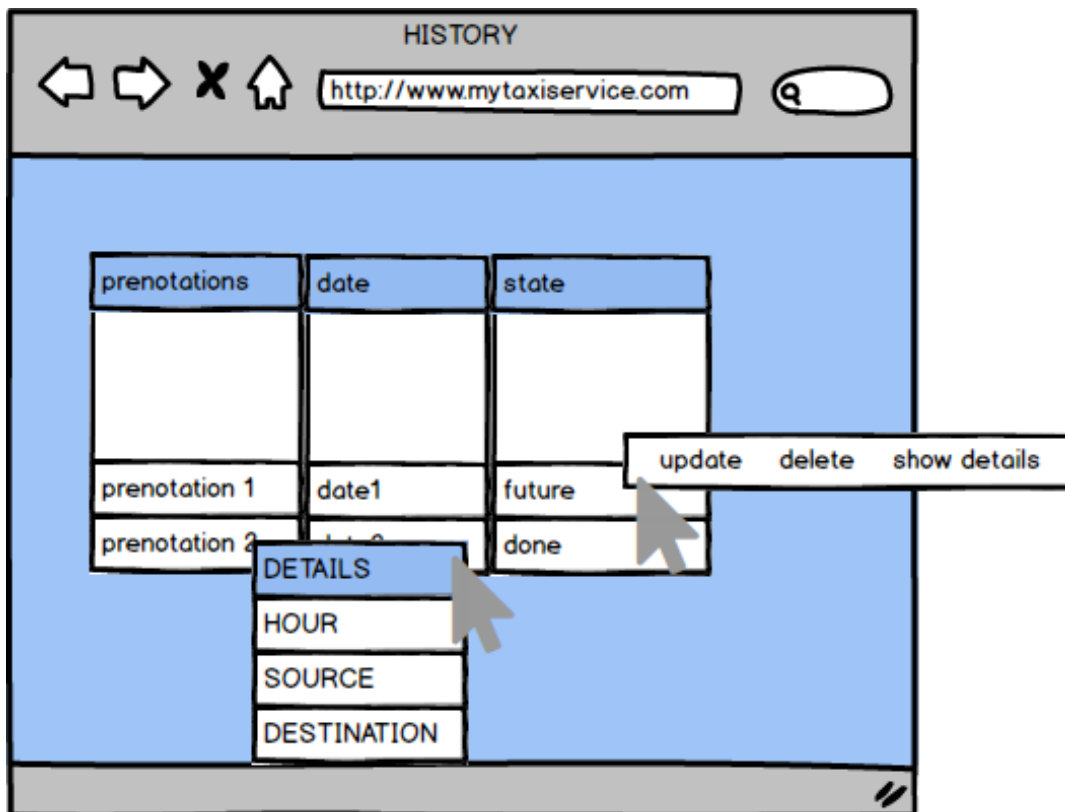 HISTORY
http://www.mytaxiservice.com
prenotations date state
update delete show details
prenotation 1 date1 future
prenotation 2 done
DETAILS
HOUR
SOURCE
DESTINATION